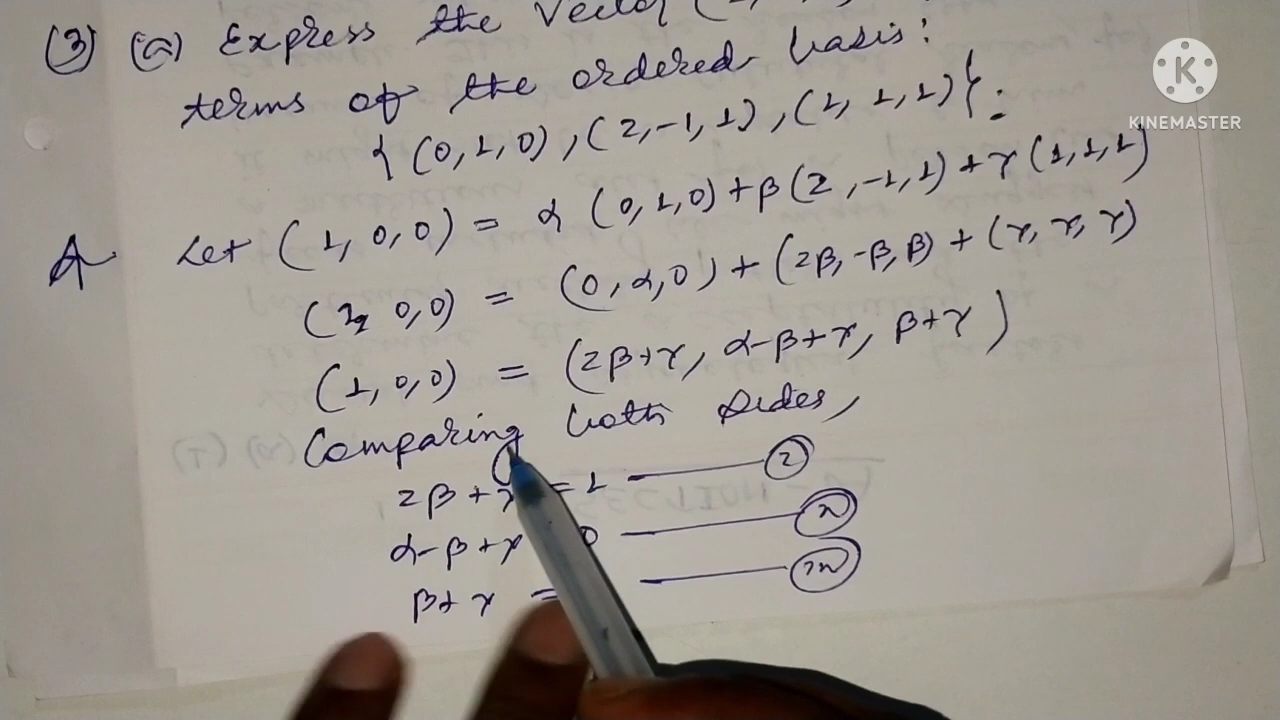 (3) (a) Express the Vector (
terms of the ordered basis:
{(0,1,0), (2,-1,1), (1,1,1)}.
A Let (1,0,0) = α (0,1,0) + β (2,-1,1) + γ (1,1,1)
(1, 0,0) = (0,α,0) + (2β,-β,β) + (γ,γ,γ)
(1,0,0) = (2β+γ, α-β+γ, β+γ)
Comparing both sides,
2β + γ = 1
α-β+γ 0
β+γ =
K
KINEMASTER